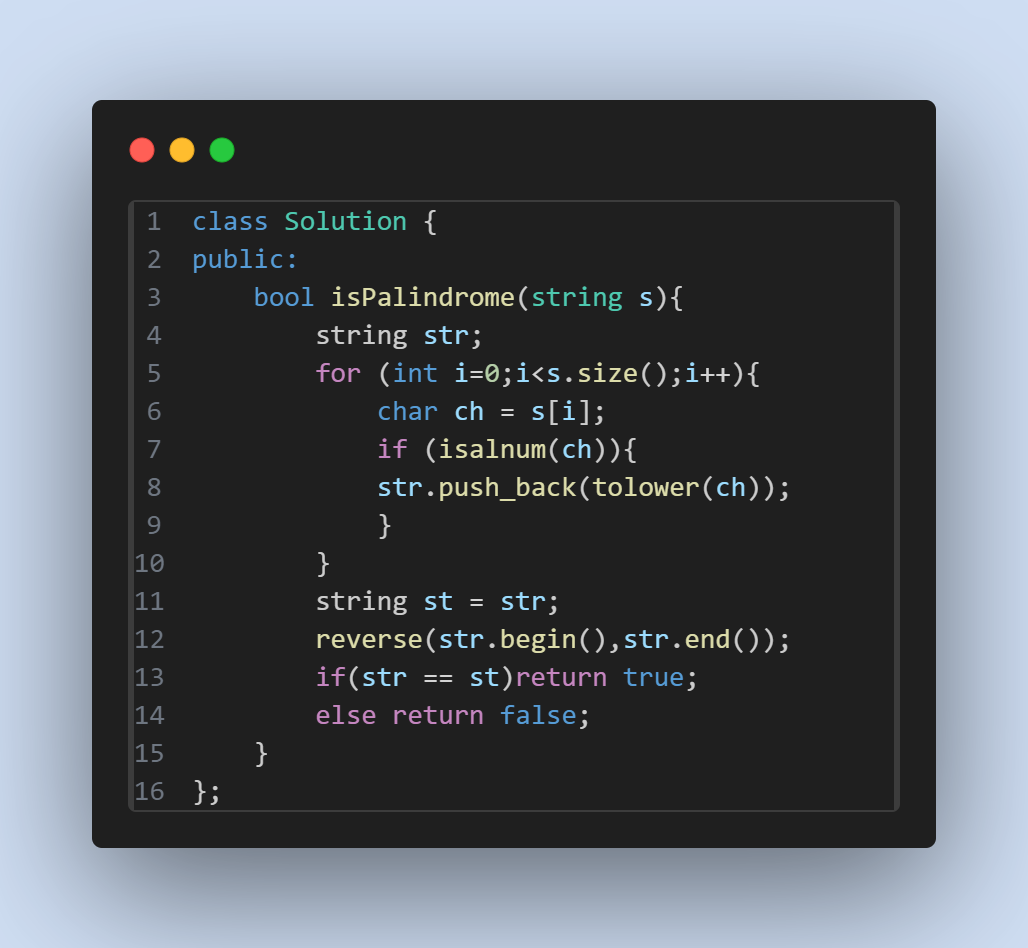 1 class Solution {
2 public:
3     bool isPalindrome(string s){
4         string str;
5         for (int i=0;i<s.size();i++){
6             char ch = s[i];
7             if (isalnum(ch)){
8             str.push_back(tolower(ch));
9             }
10         }
11         string st = str;
12         reverse(str.begin(),str.end());
13         if(str == st)return true;
14         else return false;
15     }
16 };